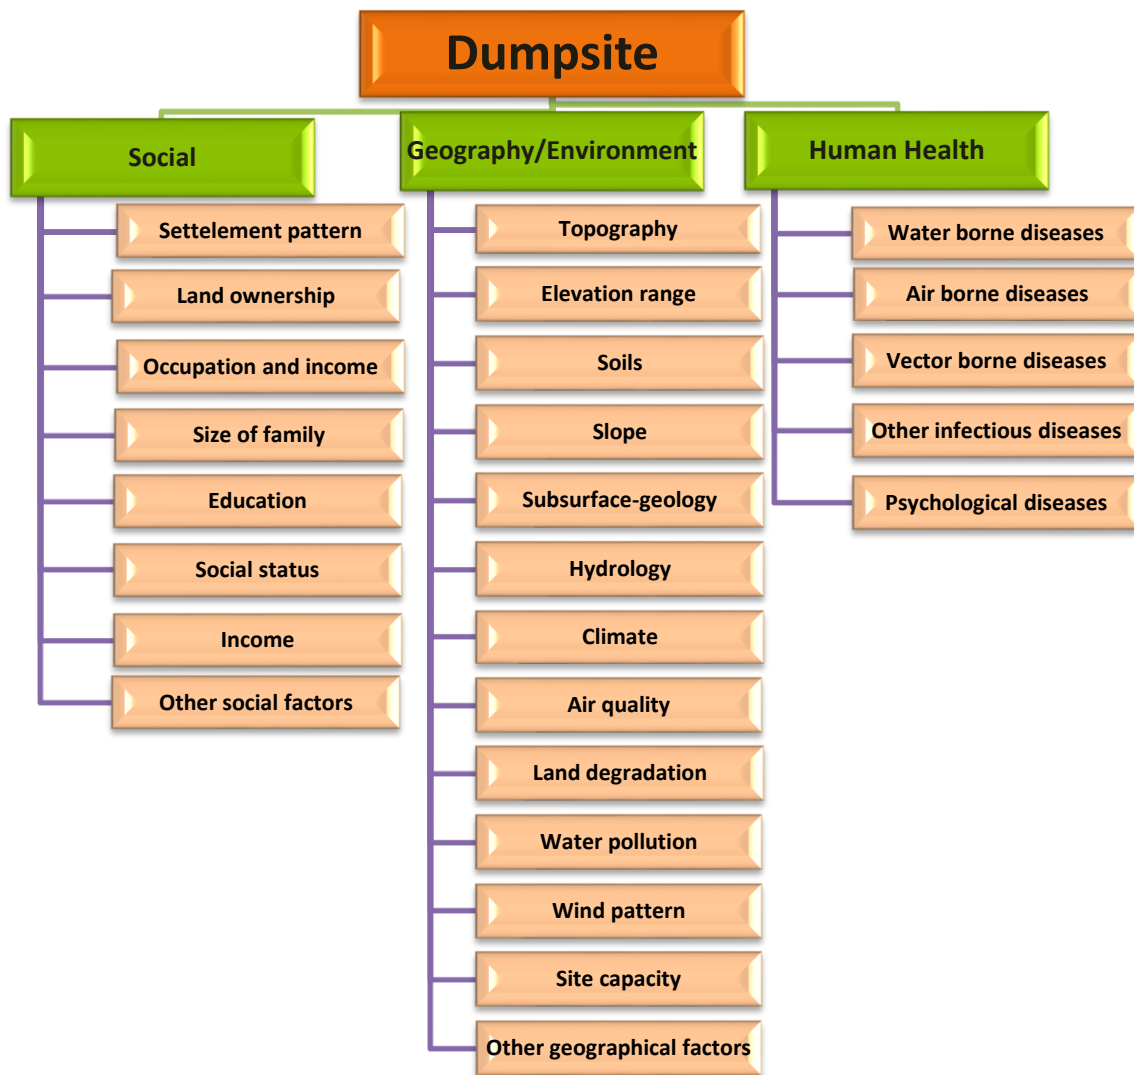 Dumpsite
Social
Settelement pattern
Land ownership
Occupation and income
Size of family
Education
Social status
Income
Other social factors
Geography/Environment
Topography
Elevation range
Soils
Slope
Subsurface-geology
Hydrology
Climate
Air quality
Land degradation
Water pollution
Wind pattern
Site capacity
Other geographical factors
Human Health
Water borne diseases
Air borne diseases
Vector borne diseases
Other infectious diseases
Psychological diseases